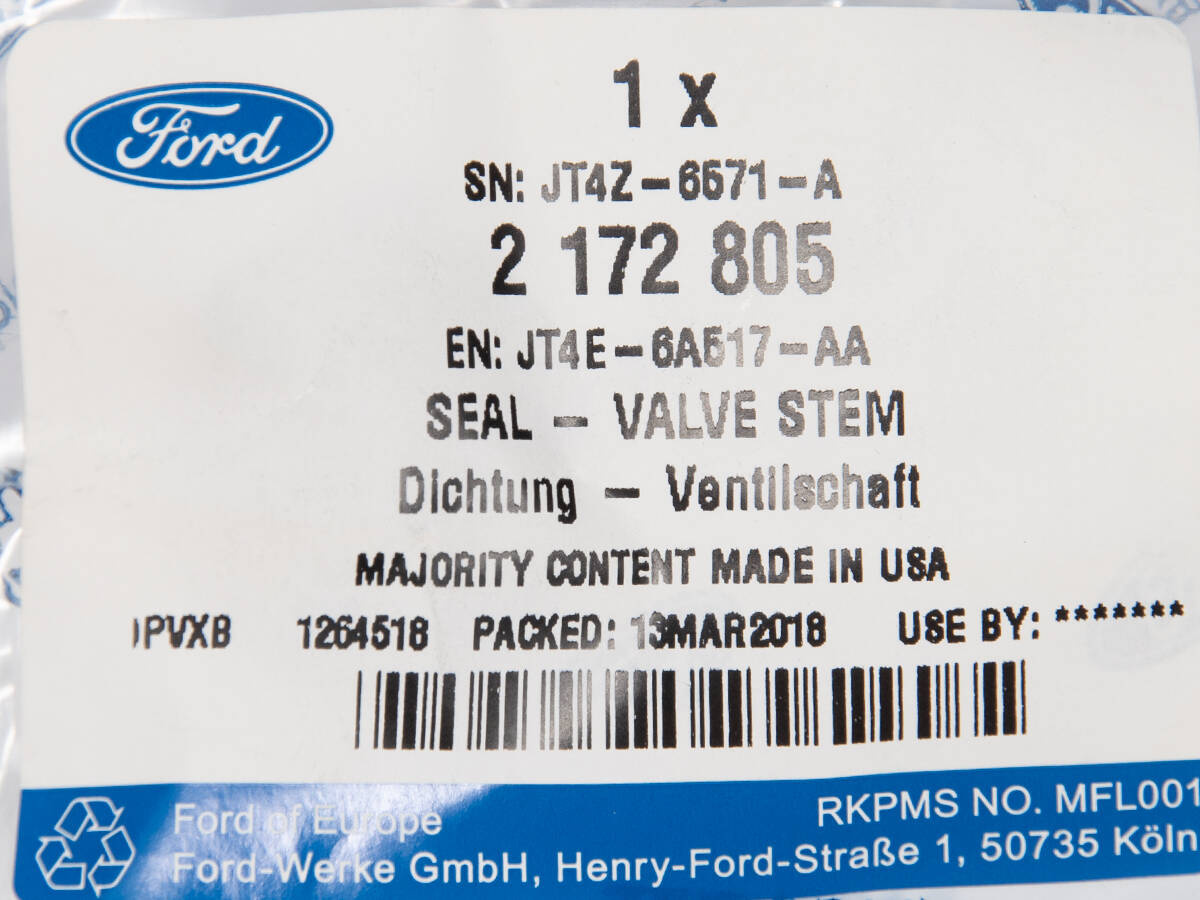 Ford
1 x
SN: JT4Z-6571-A
2 172 805
EN: JT4E-6A517-AA
SEAL - VALVE STEM
Dichtung - Ventilschaft
MAJORITY CONTENT MADE IN USA
PVXB 1264518 PACKED: 13MAR2018 USE BY: *******
Ford of Europe
RKPMS NO. MFL001
Ford-Werke GmbH, Henry-Ford-Straße 1, 50735 Köln